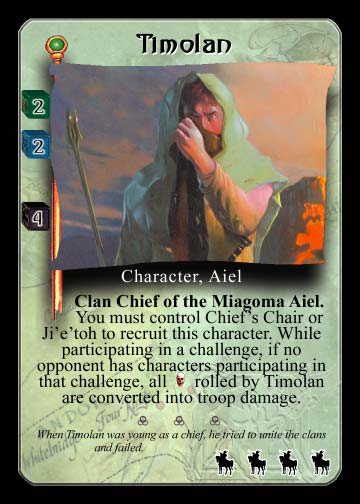 Timolan
2
2
4
Character, Aiel
Clan Chief of the Miagoma Aiel.
You must control Chief's Chair or
Ji'e'toh to recruit this character. While
participating in a challenge, if no
opponent has characters participating in
that challenge, all rolled by Timolan
are converted into troop damage.
When Timolan was young as a chief, he tried to unite the clans
and failed.